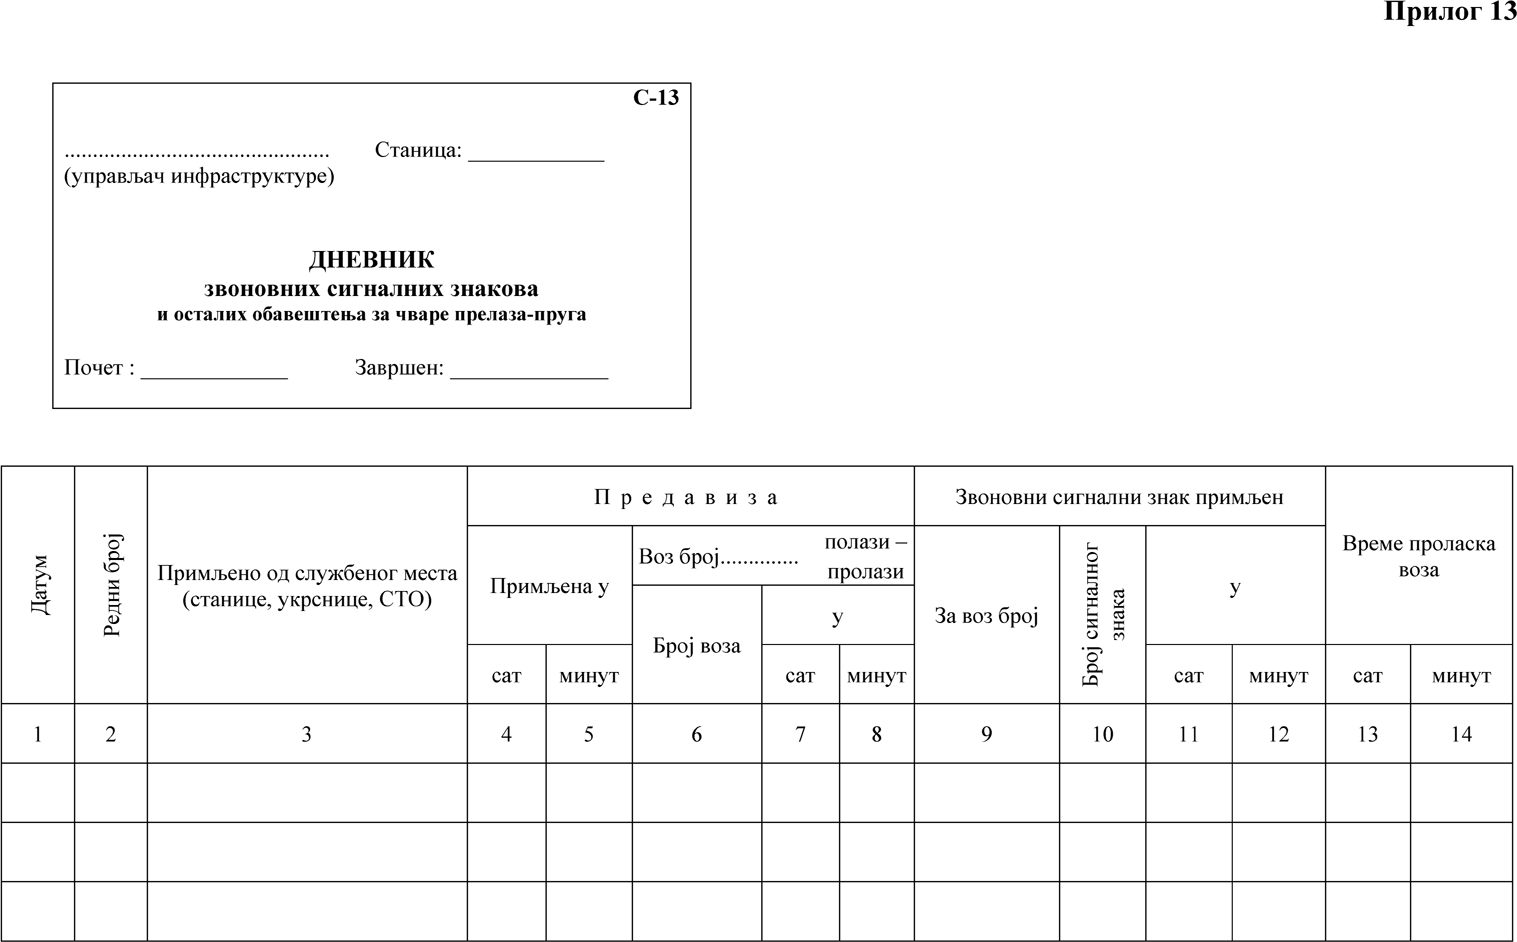 Прилог 13
С-13
............................................... Станица: ____________
(управљач инфраструктуре)
ДНЕВНИК
звоновних сигналних знакова
и осталих обавештења за чваре прелаза-пруга
Почет : _____________ Завршен: ______________
Датум
Редни број
Примљено од службеног места
(станице, укрснице, СТО)
П р е д а в и з а
Звоновни сигнални знак примљен
Време проласка
воза
Примљена у
Воз број.............. полази –
пролази
Број воза
у
За воз број
Број сигналног
знака
у
сат минут сат минут сат минут сат минут
1 2 3 4 5 6 7 8 9 10 11 12 13 14